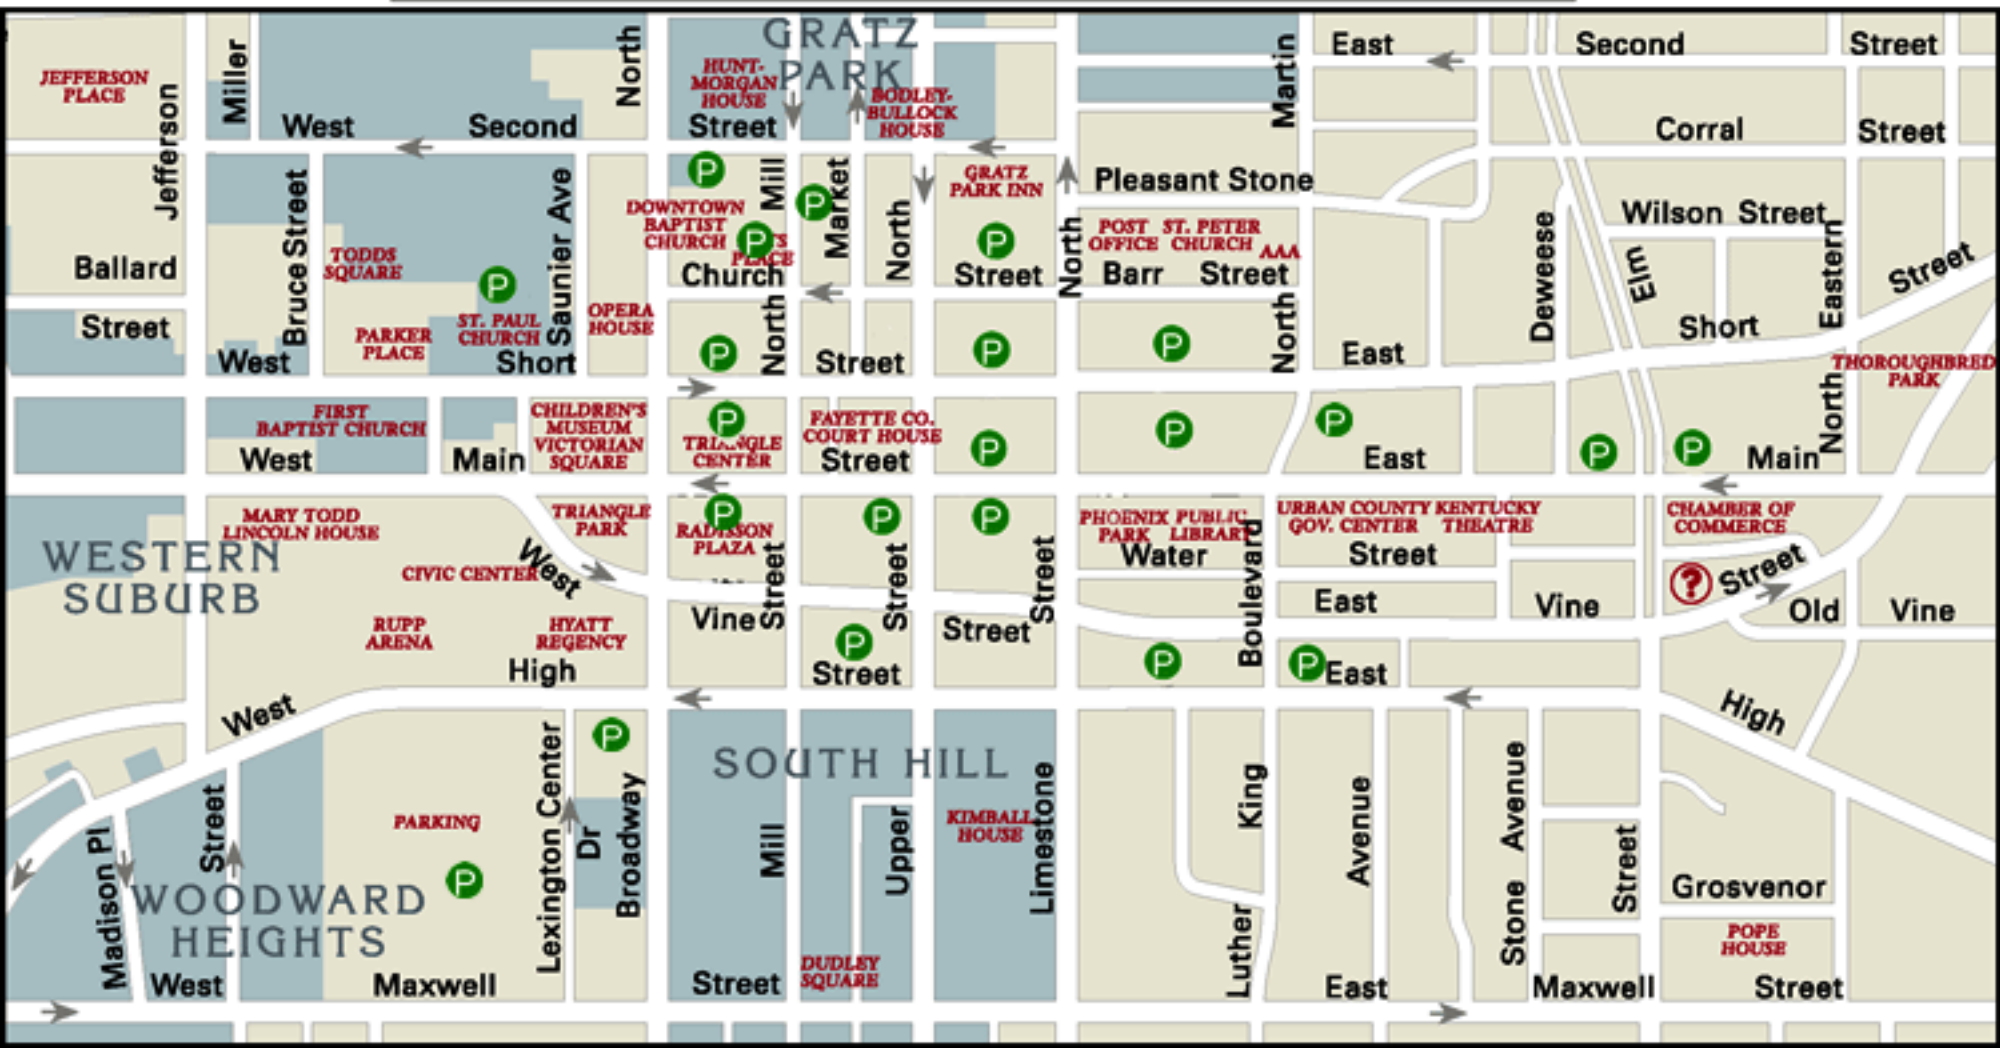 GRATZ
PARK
East Second Street
JEFFERSON
PLACE
Jefferson
Miller
North
HUNT-
MORGAN
HOUSE
BODLEY-
BULLOCK
HOUSE
Martin
West Second Street
Corral Street
P
Mill
Market
P
GRATZ
PARK INN
Pleasant Stone
Bruce Street
Saunier Ave
DOWNTOWN
BAPTIST
CHURCH
P
PLACE
North
P
North
POST
OFFICE
ST. PETER
CHURCH
AAA
Wilson Street
Deweese
Elm
Eastern
Street
Ballard
Street
TODDS
SQUARE
P
Church Street
Barr Street
OPERA
HOUSE
PARKER
PLACE
ST. PAUL
CHURCH
North
P
P
P
North
Short
West Short Street
East
THOROUGHBRED
PARK
FIRST
BAPTIST CHURCH
CHILDREN'S
MUSEUM
VICTORIAN
SQUARE
P
TRIANGLE
CENTER
FAYETTE CO.
COURT HOUSE
P
P
P
P
P
North
West Main Street
East Main
MARY TODD
LINCOLN HOUSE
TRIANGLE
PARK
P
RADISSON
PLAZA
P
P
PHOENIX
PARK
PUBLIC
LIBRARY
URBAN COUNTY
GOV. CENTER
KENTUCKY
THEATRE
CHAMBER OF
COMMERCE
WESTERN
SUBURB
CIVIC CENTER
West
Street
Street
Street
Water Street
Boulevard
?
Street
RUPP
ARENA
HYATT
REGENCY
Vine Street
East Vine
Old Vine
P
P
P
High Street
East
West
High
P
SOUTH HILL
Lexington Center
Dr
Broadway
Mill
Upper
KIMBALL
HOUSE
Limestone
King
Luther
Avenue
Stone Avenue
Street
PARKING
P
Street
Madison Pl
WOODWARD
HEIGHTS
Grosvenor
POPE
HOUSE
DUDLEY
SQUARE
West Maxwell Street
East Maxwell Street